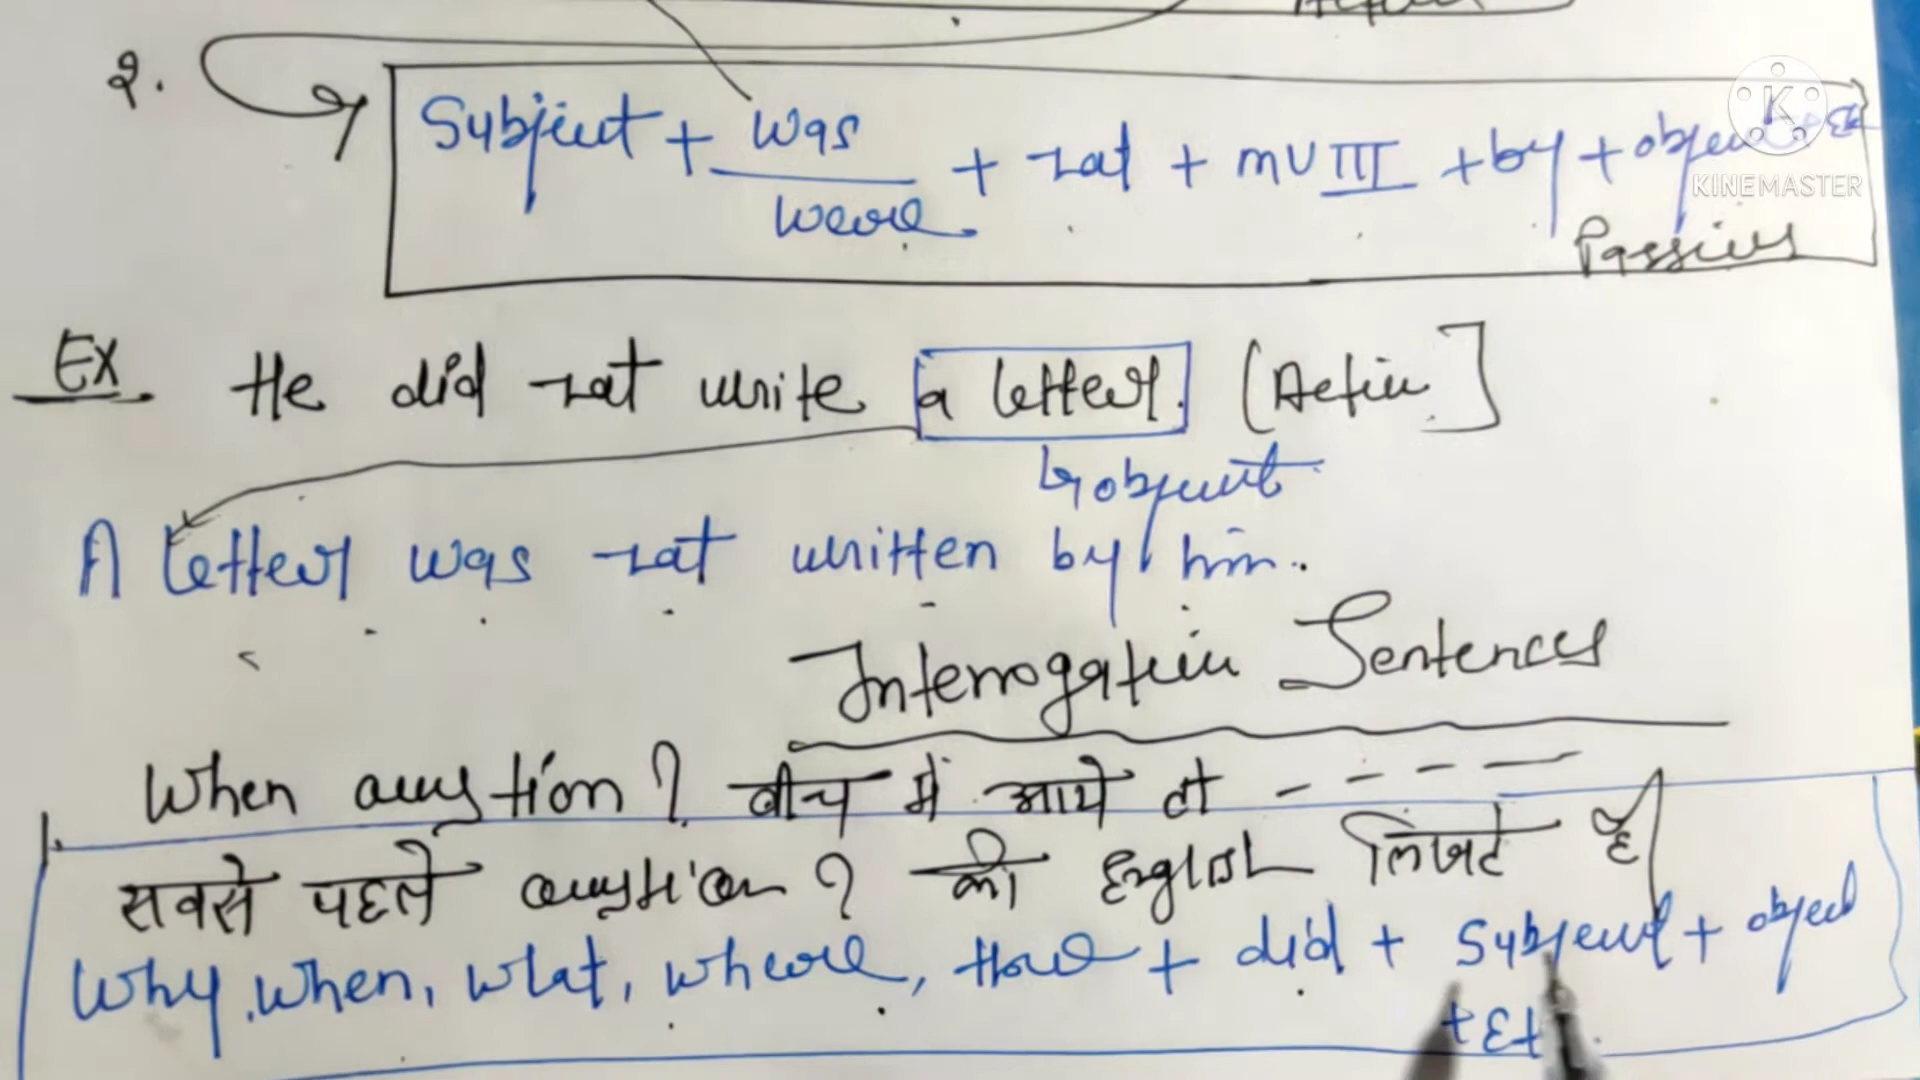 2.
Subject + was/were + not + mV III + by + object
KINEMASTER
Passive
Ex He did not write a letter. (Active]
object
A letter was not written by him.
Interrogative Sentences
When question? बीच में आये तो - - - -
सबसे पहले question? की English लिखते है
Why, when, what, where, How + did + Subject + object
+ Et